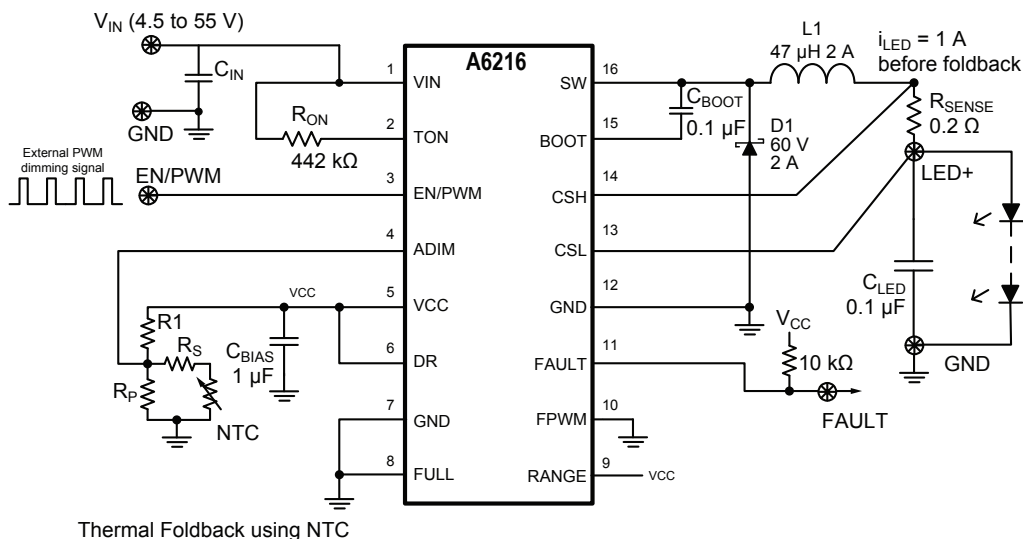 V_IN (4.5 to 55 V)
C_IN
GND
R_ON
442 kΩ
External PWM
dimming signal
EN/PWM
A6216
1
VIN
2
TON
3
EN/PWM
4
ADIM
5
VCC
6
DR
7
GND
8
FULL
16
SW
15
BOOT
14
CSH
13
CSL
12
GND
11
FAULT
10
FPWM
9
RANGE
VCC
VCC
R1
R_S
R_P
NTC
C_BIAS
1 µF
C_BOOT
0.1 µF
D1
60 V
2 A
L1
47 µH 2 A
i_LED = 1 A
before foldback
R_SENSE
0.2 Ω
LED+
C_LED
0.1 µF
GND
V_CC
10 kΩ
FAULT
Thermal Foldback using NTC